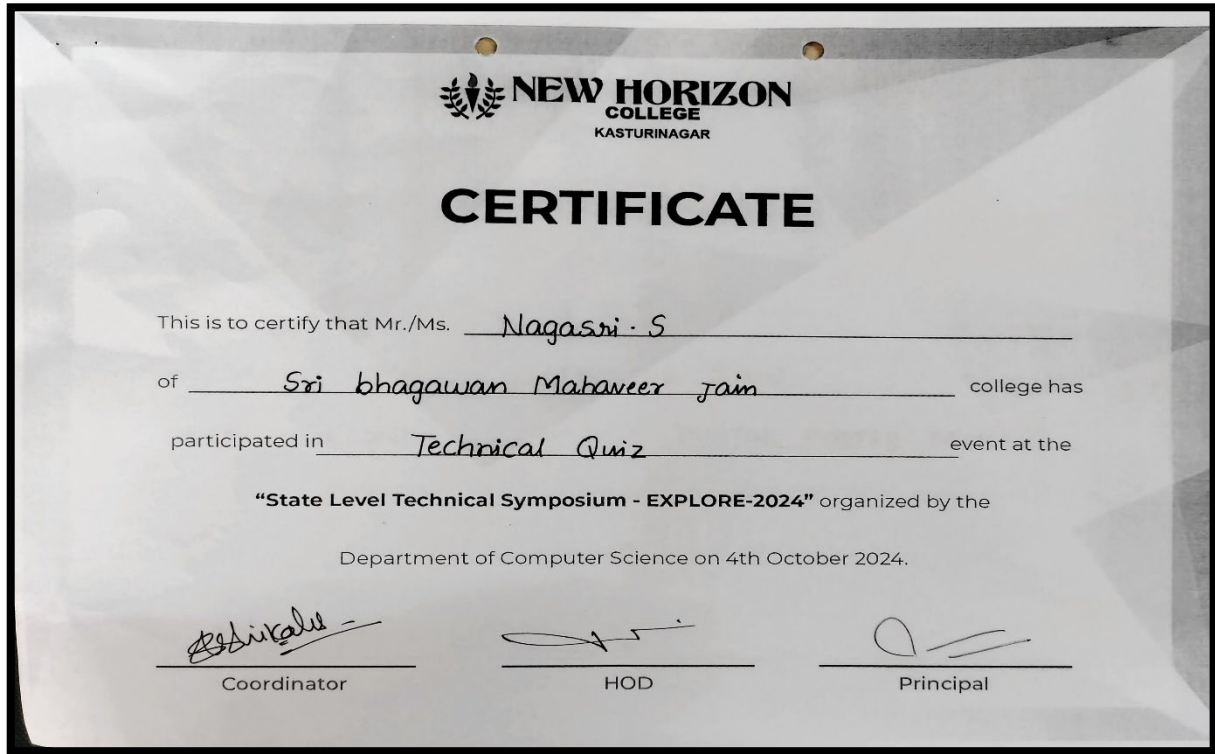 NEW HORIZON
COLLEGE
KASTURINAGAR
CERTIFICATE
This is to certify that Mr./Ms. Nagasri. S
of Sri bhagawan Mahaveer Jain college has
participated in Technical Quiz event at the
"State Level Technical Symposium - EXPLORE-2024" organized by the
Department of Computer Science on 4th October 2024.
Coordinator HOD Principal